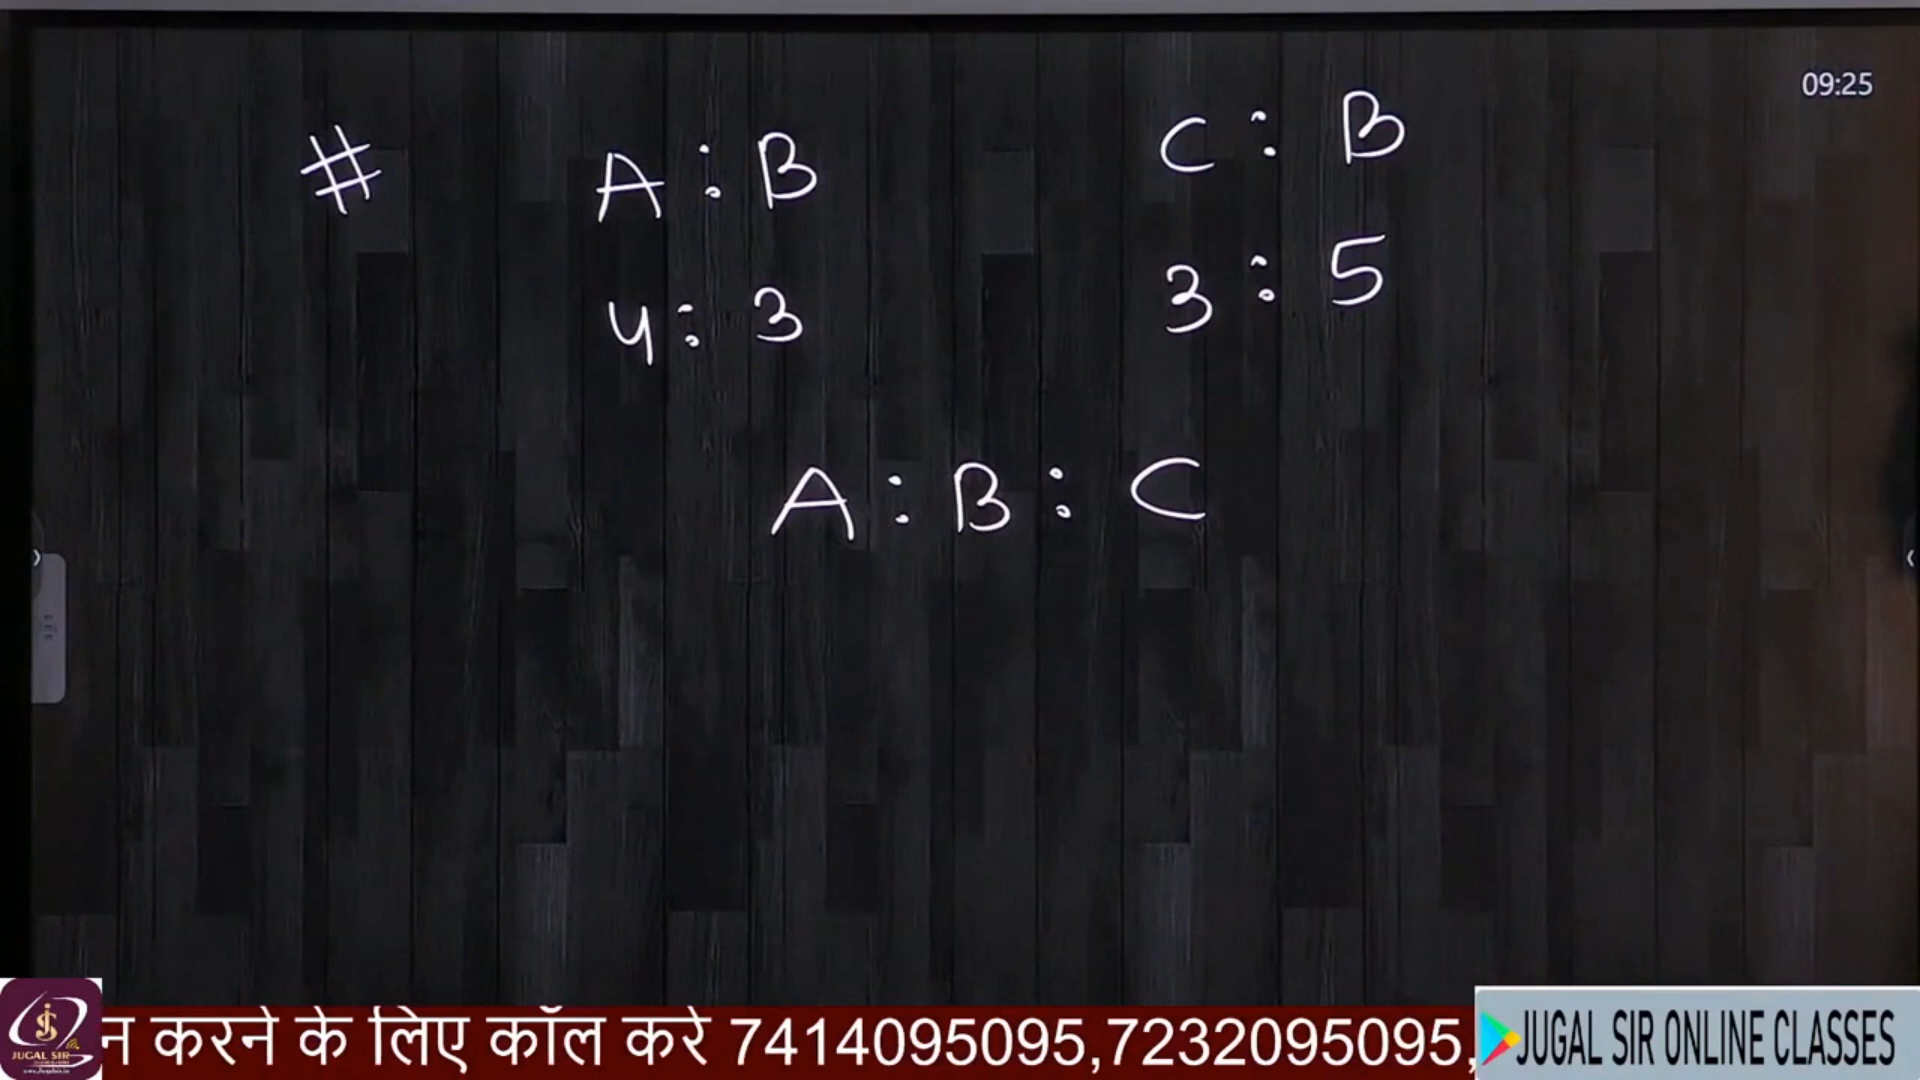 09:25
# A : B C : B
4 : 3 3 : 5
A : B : C
न करने के लिए कॉल करे 7414095095,7232095095,
JUGAL SIR ONLINE CLASSES
JUGAL SIR